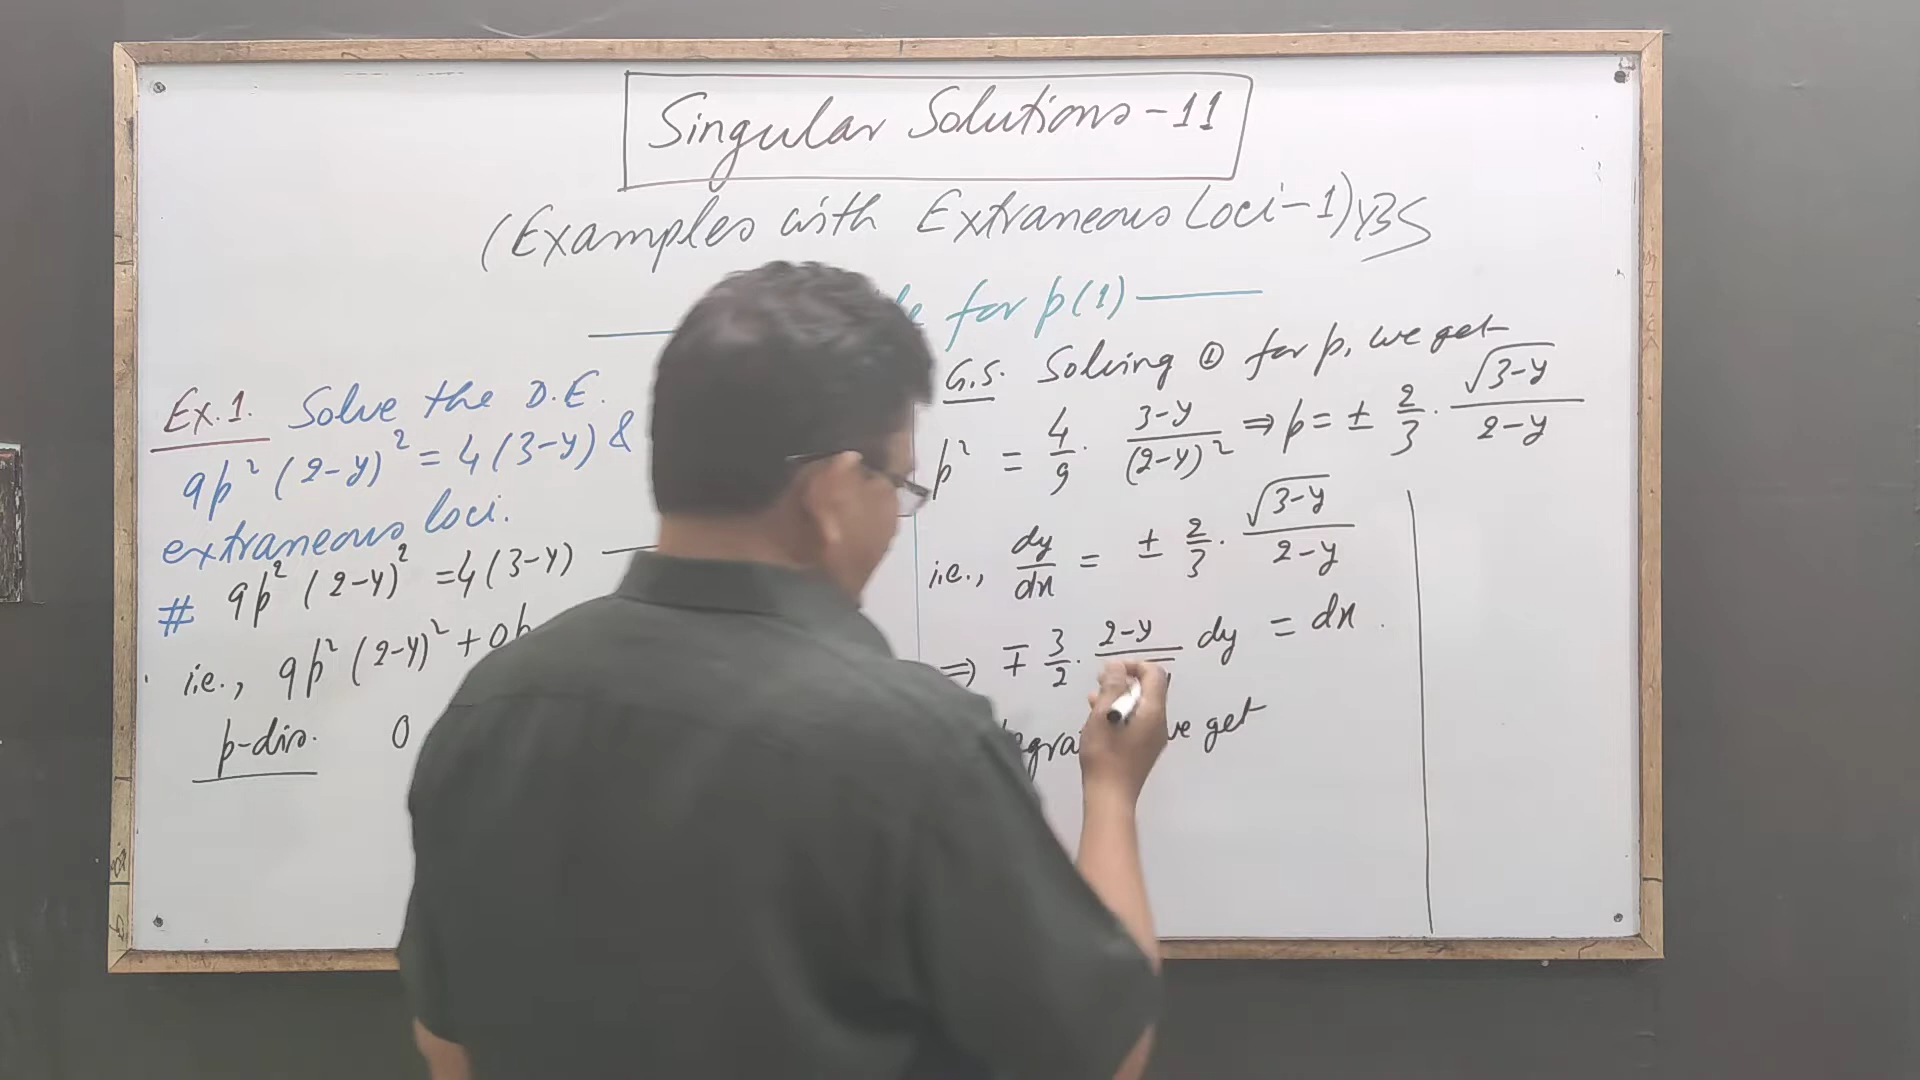 Singular Solutions-11
(Examples with Extraneous Loci-1) YBS
for p(1)
Ex.1. Solve the D.E.
9p² (2-y)² = 4(3-y) &
extraneous loci.
# 9p² (2-y)² = 4(3-y)
i.e., 9p² (2-y)² + 0p
p-dis. 0
G.S. Solving ① for p, we get
p² = 4/9 · (3-y)/(2-y)² ⇒ p = ± 2/3 · √(3-y)/(2-y)
i.e., dy/dx = ± 2/3 · √(3-y)/(2-y)
⇒ ∓ 3/2 · (2-y) dy = dx.
we get